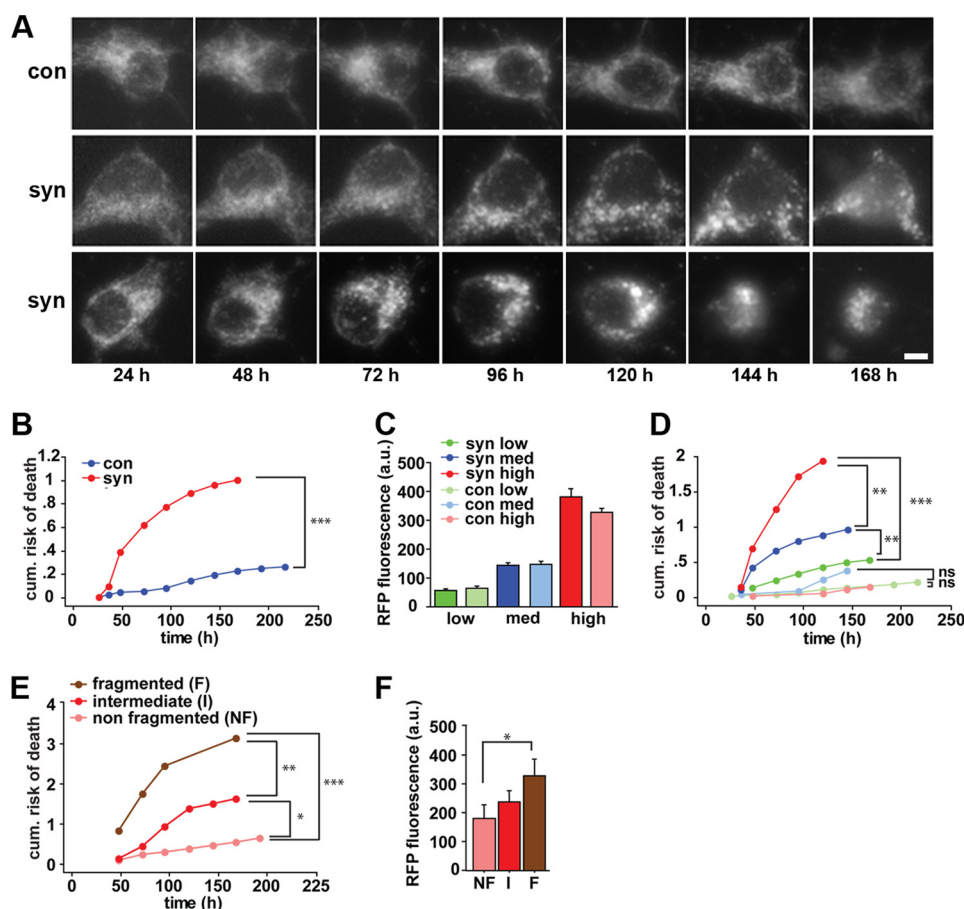 A
con
syn
syn
24 h 48 h 72 h 96 h 120 h 144 h 168 h
B
cum. risk of death
1.2
1
.8
.6
.4
.2
0
con
syn
***
0 50 100 150 200 250
time (h)
C
RFP fluorescence (a.u.)
500
400
300
200
100
0
syn low
syn med
syn high
con low
con med
con high
low med high
D
cum. risk of death
2
1.5
1
.5
0
**
***
**
ns
ns
0 50 100 150 200 250
time (h)
E
fragmented (F)
intermediate (I)
non fragmented (NF)
cum. risk of death
4
3
2
1
0
**
***
*
0 50 100 150 200 225
time (h)
F
RFP fluorescence (a.u.)
500
400
300
200
100
0
*
NF I F